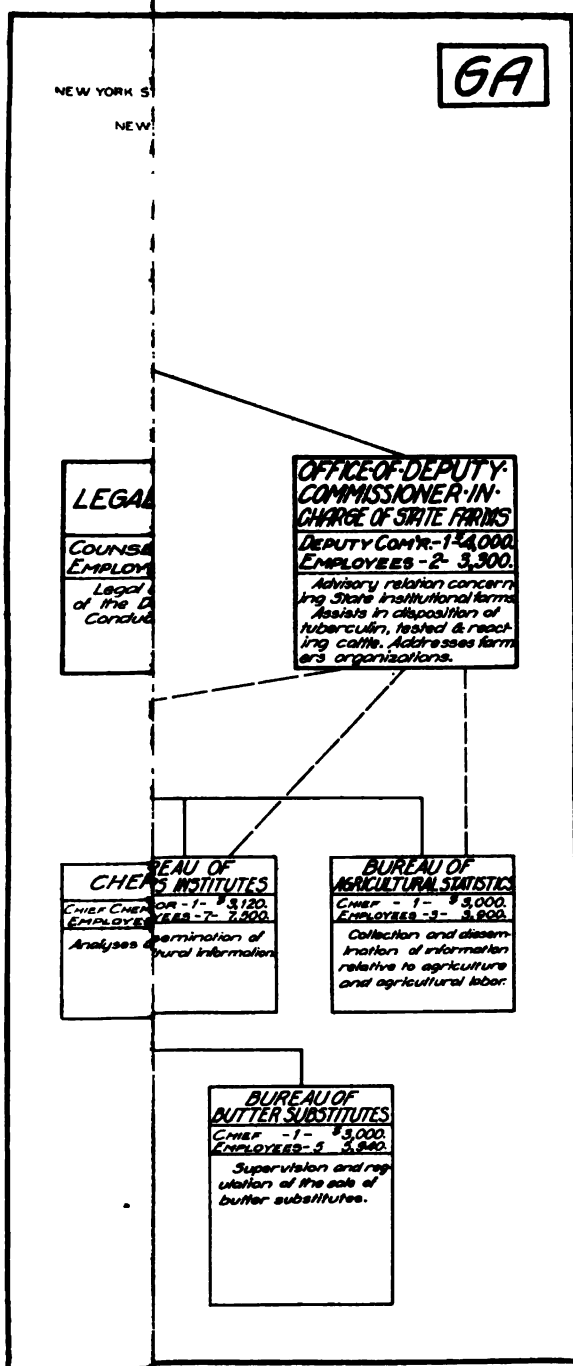 6A
NEW YORK S
NEW
LEGAL
COUNSE
EMPLOY
Legal
of the D
Conduc
OFFICE·OF·DEPUTY·
COMMISSIONER·IN·
CHARGE OF STATE FARMS
DEPUTY COM'R.-1-$4,000.
EMPLOYEES-2- 3,300.
Advisory relation concern-
ing State institutional farms
Assists in disposition of
tuberculin, tested & react-
ing cattle. Addresses farm
ers organizations.
CHEM
CHIEF CHEM
EMPLOYE
Analyses
REAU OF
S INSTITUTES
OR-1- $3,120.
YEES-7- 7,500.
semination of
tural information
BUREAU OF
AGRICULTURAL STATISTICS
CHIEF - 1 - $3,000.
EMPLOYEES -3- 3,900.
Collection and dissem-
ination of information
relative to agriculture
and agricultural labor.
BUREAU OF
BUTTER SUBSTITUTES
CHIEF -1- $3,000.
EMPLOYEES-5 5,940.
Supervision and reg-
ulation of the sale of
butter substitutes.